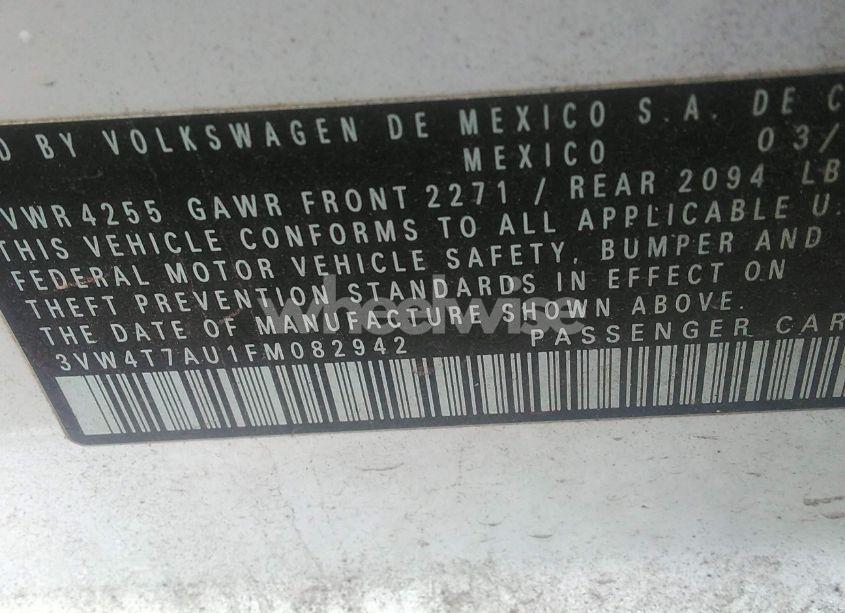 D BY VOLKSWAGEN DE MEXICO S.A. DE C
MEXICO 03/
VWR 4255 GAWR FRONT 2271 / REAR 2094 LB
THIS VEHICLE CONFORMS TO ALL APPLICABLE U.
FEDERAL MOTOR VEHICLE SAFETY, BUMPER AND
THEFT PREVENTION STANDARDS IN EFFECT ON
THE DATE OF MANUFACTURE SHOWN ABOVE.
3VW4T7AU1FM082942 PASSENGER CAR
wheelwise